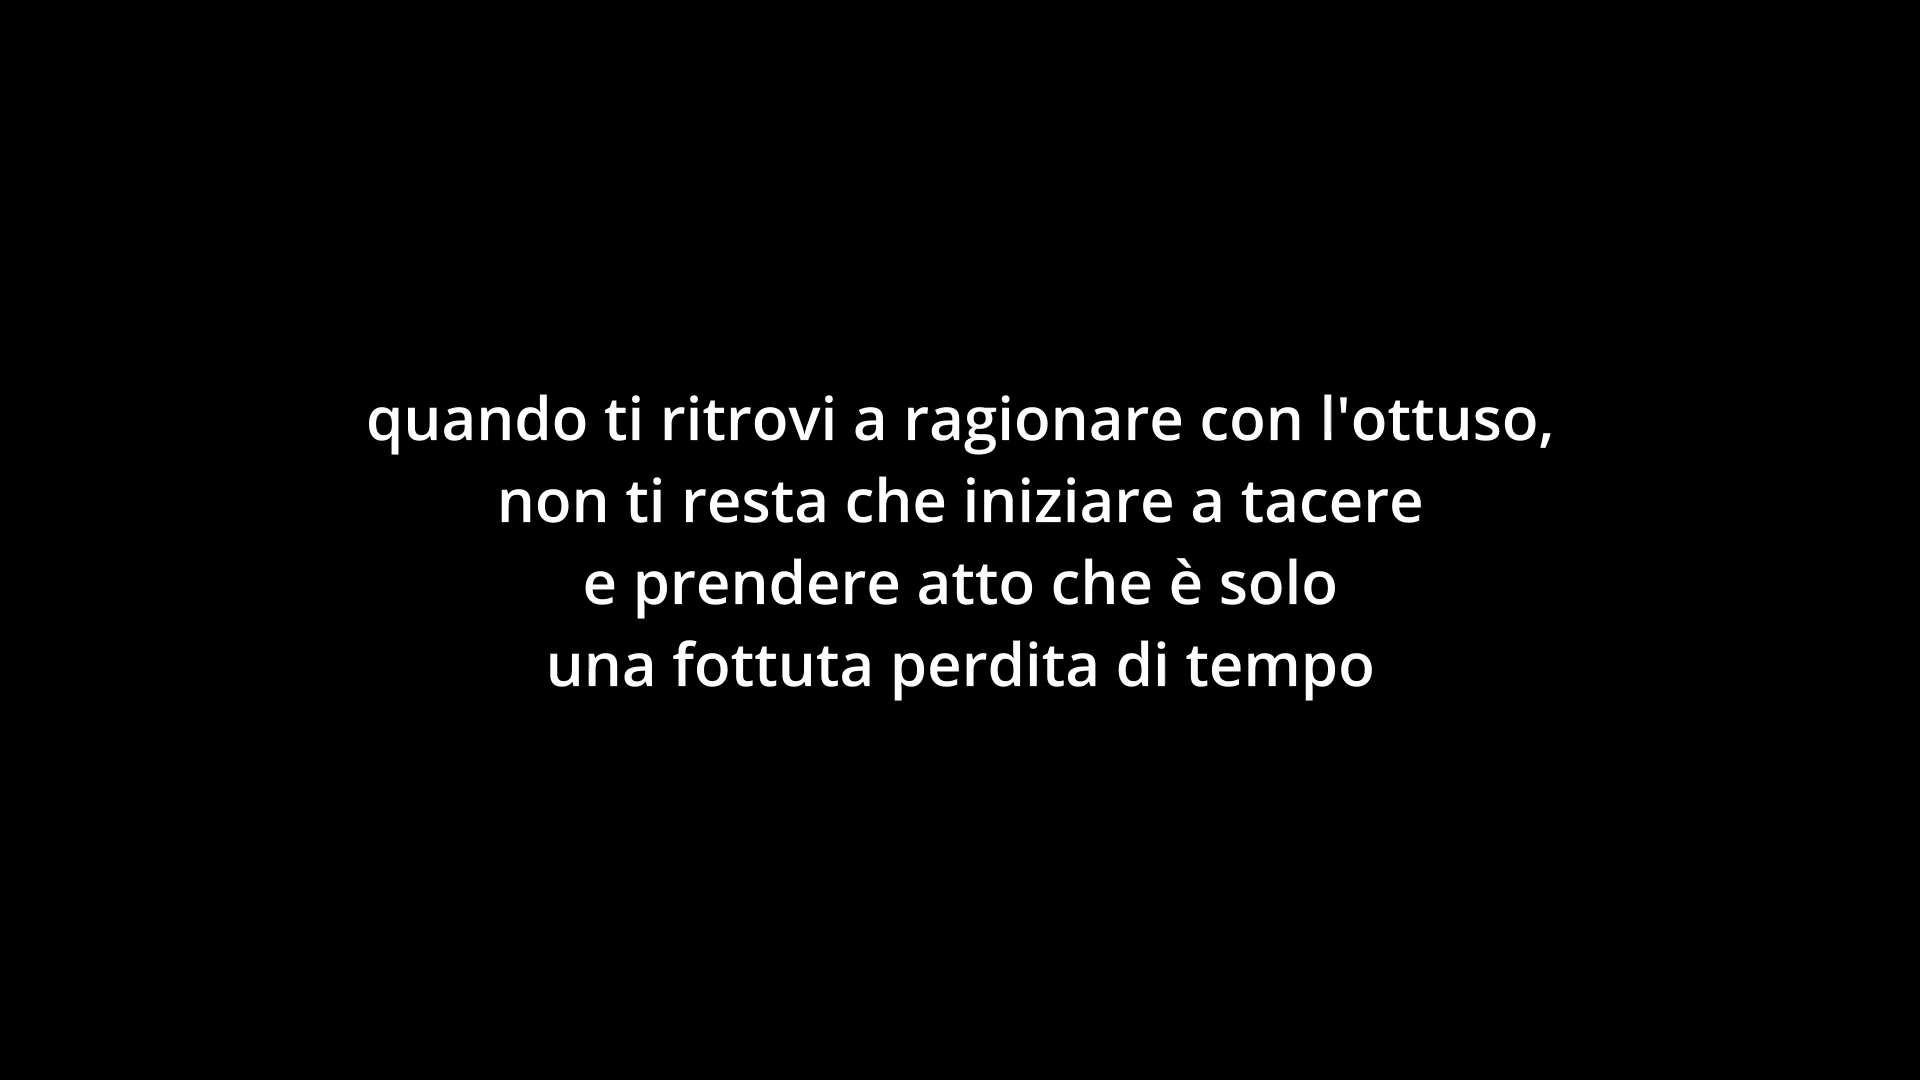 quando ti ritrovi a ragionare con l'ottuso,
non ti resta che iniziare a tacere
e prendere atto che è solo
una fottuta perdita di tempo